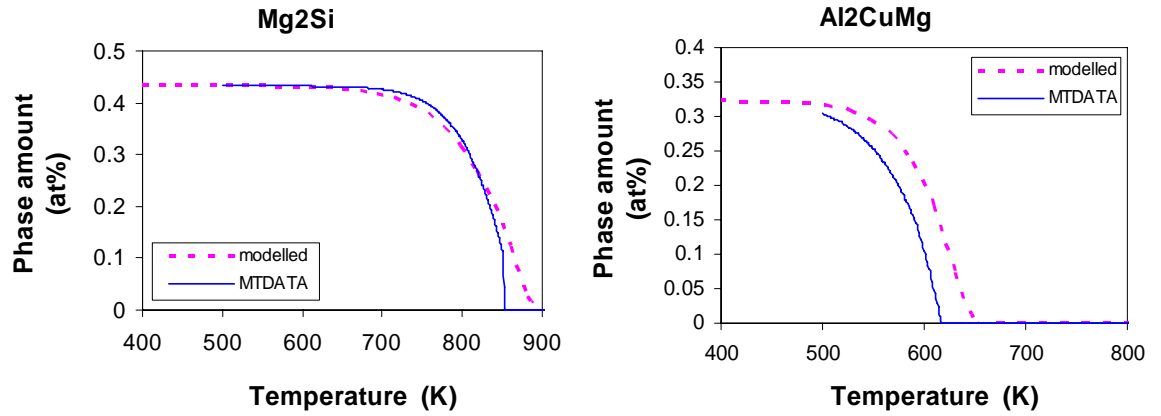 Mg2Si
Phase amount
(at%)
0.5
0.4
0.3
0.2
0.1
0
modelled
MTDATA
400 500 600 700 800 900
Temperature (K)
Al2CuMg
Phase amount
(at%)
0.4
0.35
0.3
0.25
0.2
0.15
0.1
0.05
0
modelled
MTDATA
400 500 600 700 800
Temperature (K)